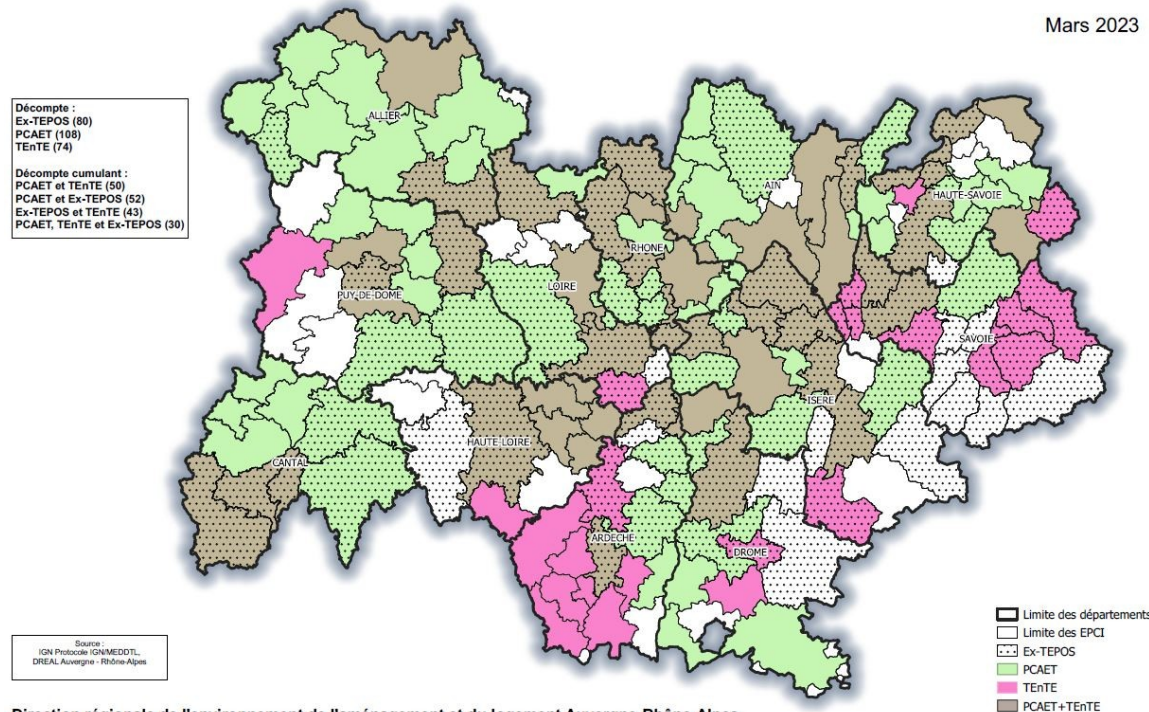 Mars 2023
Décompte :
Ex-TEPOS (80)
PCAET (108)
TEnTE (74)
Décompte cumulant :
PCAET et TEnTE (50)
PCAET et Ex-TEPOS (52)
Ex-TEPOS et TEnTE (43)
PCAET, TEnTE et Ex-TEPOS (30)
ALLIER
AIN
HAUTE-SAVOIE
RHONE
PUY-DE-DOME
LOIRE
SAVOIE
ISERE
HAUTE-LOIRE
CANTAL
ARDECHE
DROME
Source :
IGN Protocole IGN/MEDDTL,
DREAL Auvergne - Rhône-Alpes
Limite des départements
Limite des EPCI
Ex-TEPOS
PCAET
TEnTE
PCAET+TEnTE
Direction régionale de l'environnement de l'aménagement et du logement Auvergne-Rhône-Alpes